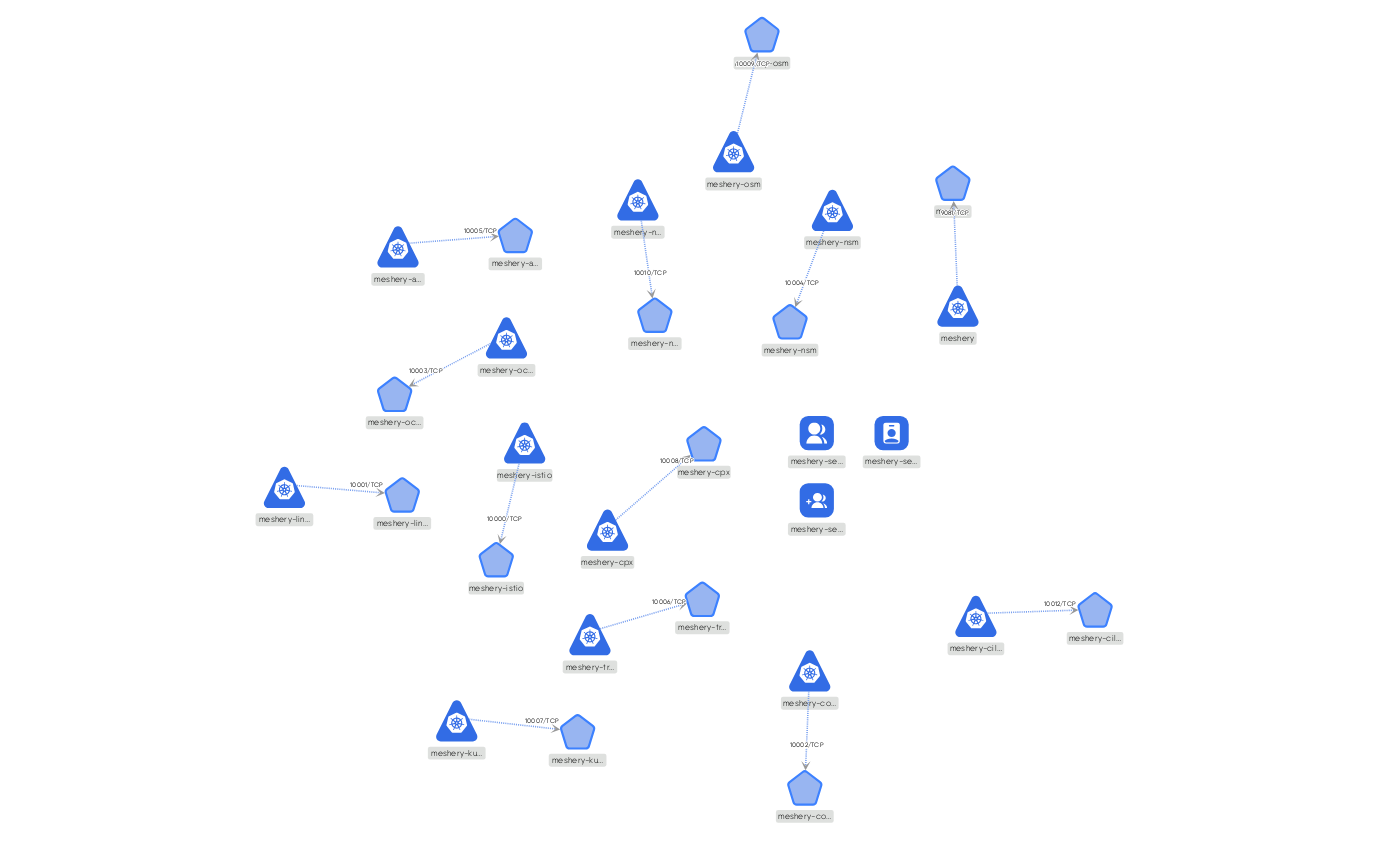 meshery-osm
10009/TCP
-osm
meshery-n...
10010/TCP
meshery-n...
meshery-nsm
10004/TCP
meshery-nsm
9081/TCP
meshery
meshery-a...
10005/TCP
meshery-a...
meshery-oc...
10003/TCP
meshery-oc...
meshery-lin...
10001/TCP
meshery-lin...
meshery-istio
10000/TCP
meshery-istio
meshery-cpx
10008/TCP
meshery-cpx
meshery-se...
meshery-se...
meshery-se...
meshery-tr...
10006/TCP
meshery-tr...
meshery-cil...
10012/TCP
meshery-cil...
meshery-ku...
10007/TCP
meshery-ku...
meshery-co...
10002/TCP
meshery-co...